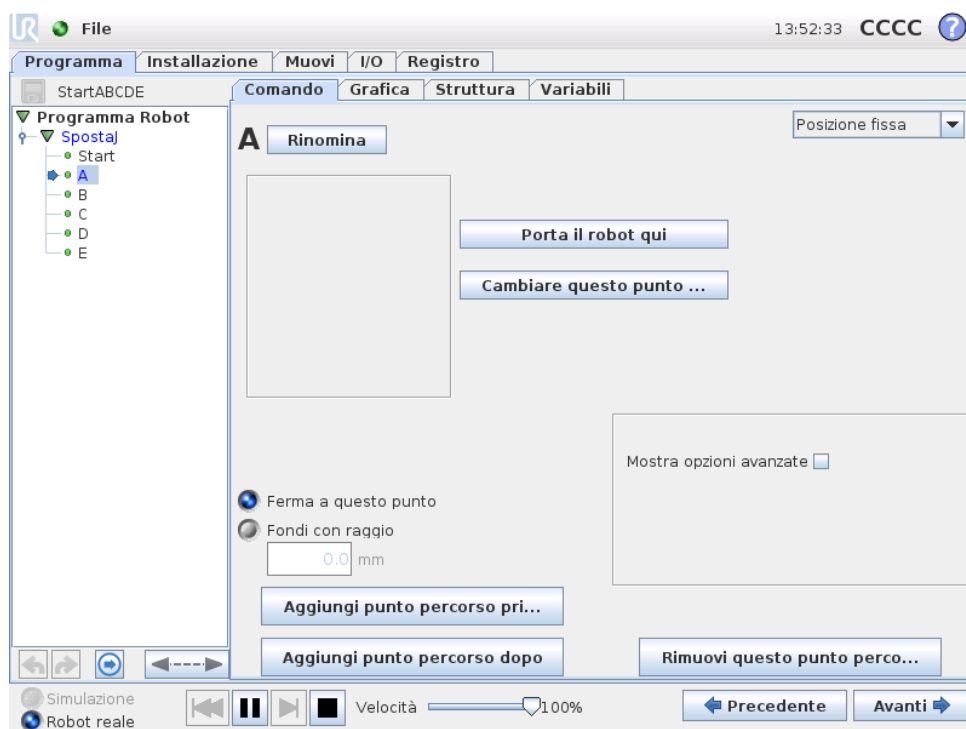 UR File 13:52:33 CCCC ?
Programma Installazione Muovi I/O Registro
StartABCDE Comando Grafica Struttura Variabili
Programma Robot
SpostaJ
Start
A
B
C
D
E
A Rinomina Posizione fissa
Porta il robot qui
Cambiare questo punto ...
Mostra opzioni avanzate
Ferma a questo punto
Fondi con raggio
0.0 mm
Aggiungi punto percorso pri...
Aggiungi punto percorso dopo Rimuovi questo punto perco...
Simulazione
Robot reale
Velocità 100% Precedente Avanti